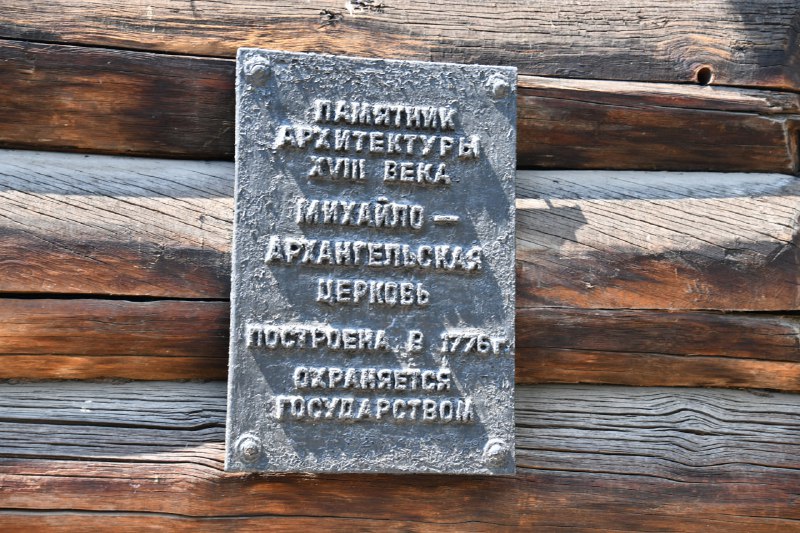 ПАМЯТНИК
АРХИТЕКТУРЫ
XVIII ВЕКА
МИХАЙЛО –
АРХАНГЕЛЬСКАЯ
ЦЕРКОВЬ
ПОСТРОЕНА В 1776г
ОХРАНЯЕТСЯ
ГОСУДАРСТВОМ